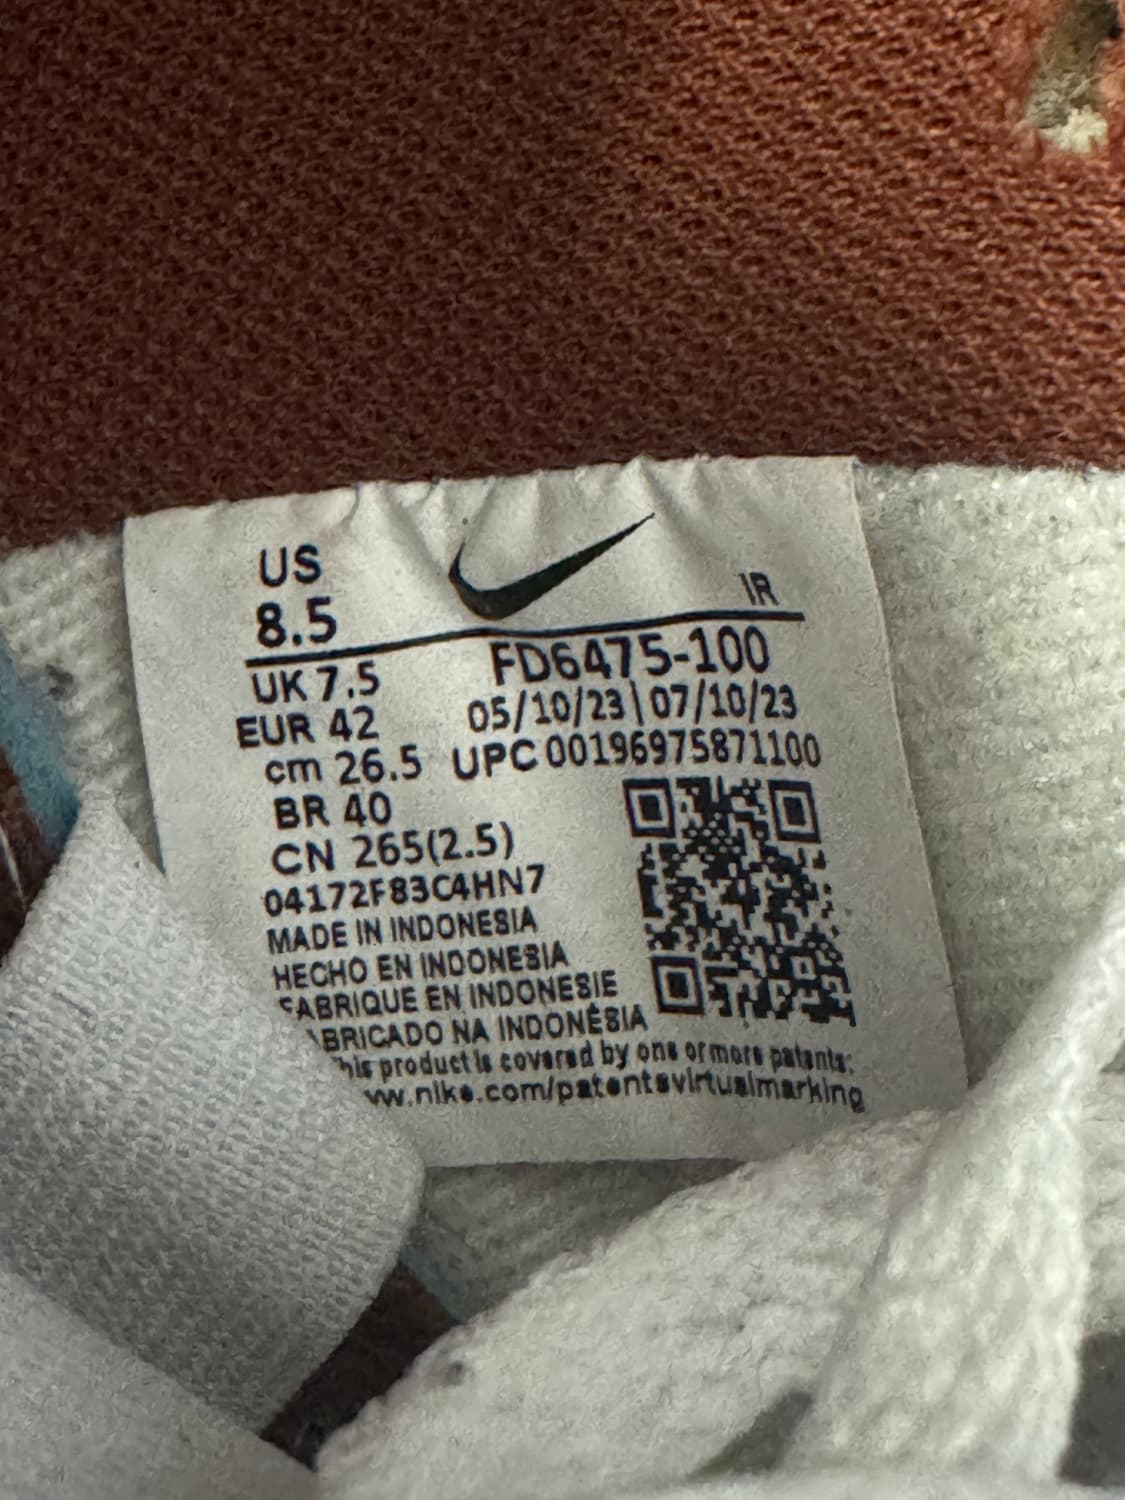 US
8.5
IR
UK 7.5
FD6475-100
EUR 42
05/10/23\07/10/23
cm 26.5
UPC 00196975871100
BR 40
CN 265(2.5)
04172F83C4HN7
MADE IN INDONESIA
HECHO EN INDONESIA
FABRIQUE EN INDONESIE
ABRICADO NA INDONÉSIA
his product is covered by one or more patents:
w.nike.com/patentsvirtualmarking